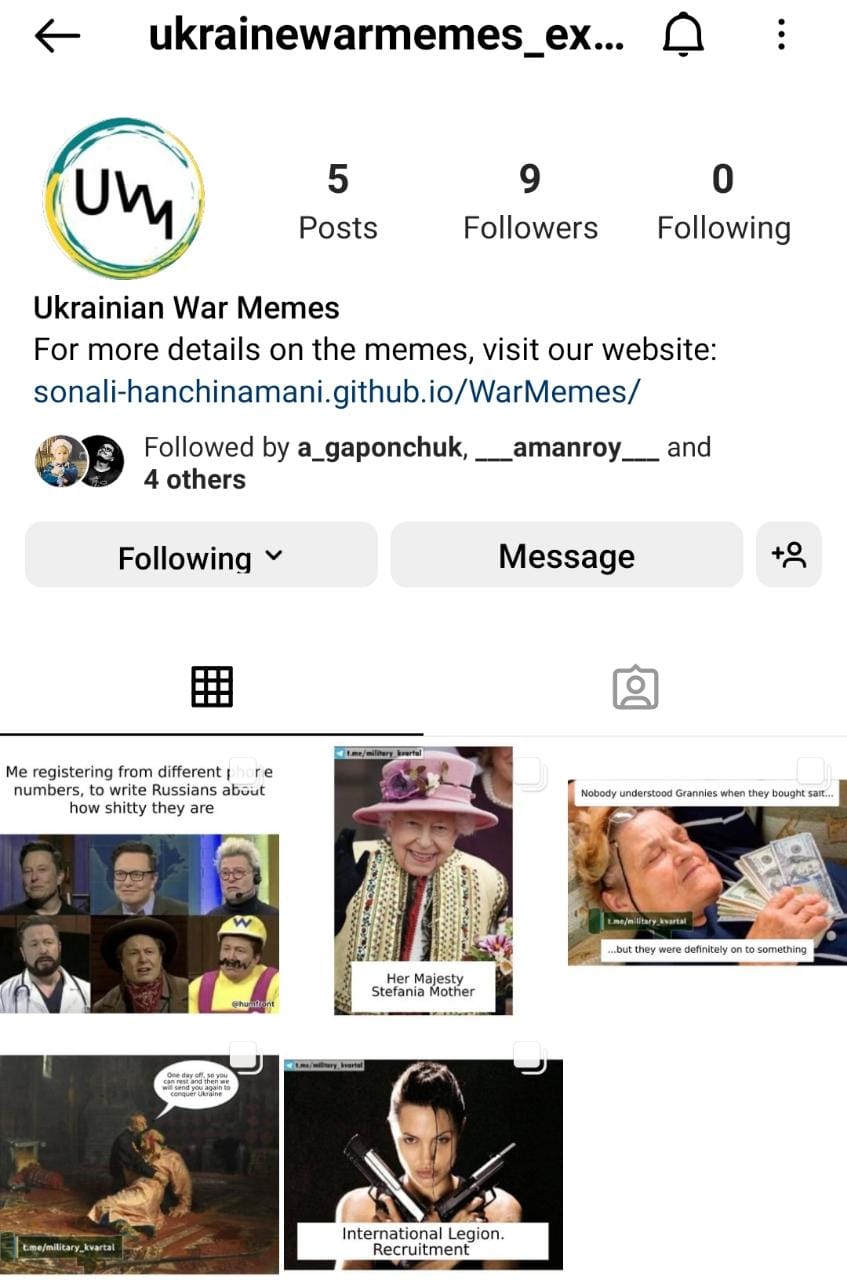 ukrainewarmemes_ex...
UWM
5
9
0
Posts
Followers
Following
Ukrainian War Memes
For more details on the memes, visit our website:
sonali-hanchinamani.github.io/WarMemes/
Followed by a_gaponchuk, ___amanroy___ and
4 others
Following
Message
Me registering from different phone
numbers, to write Russians about
how shitty they are
W
@humfront
t.me/military_kvartal
Her Majesty
Stefania Mother
Nobody understood Grannies when they bought salt...
t.me/military_kvartal
...but they were definitely on to something
One day off, so you
can rest and then we
will send you again to
conquer Ukraine
t.me/military_kvartal
t.me/military_kvartal
International Legion.
Recruitment